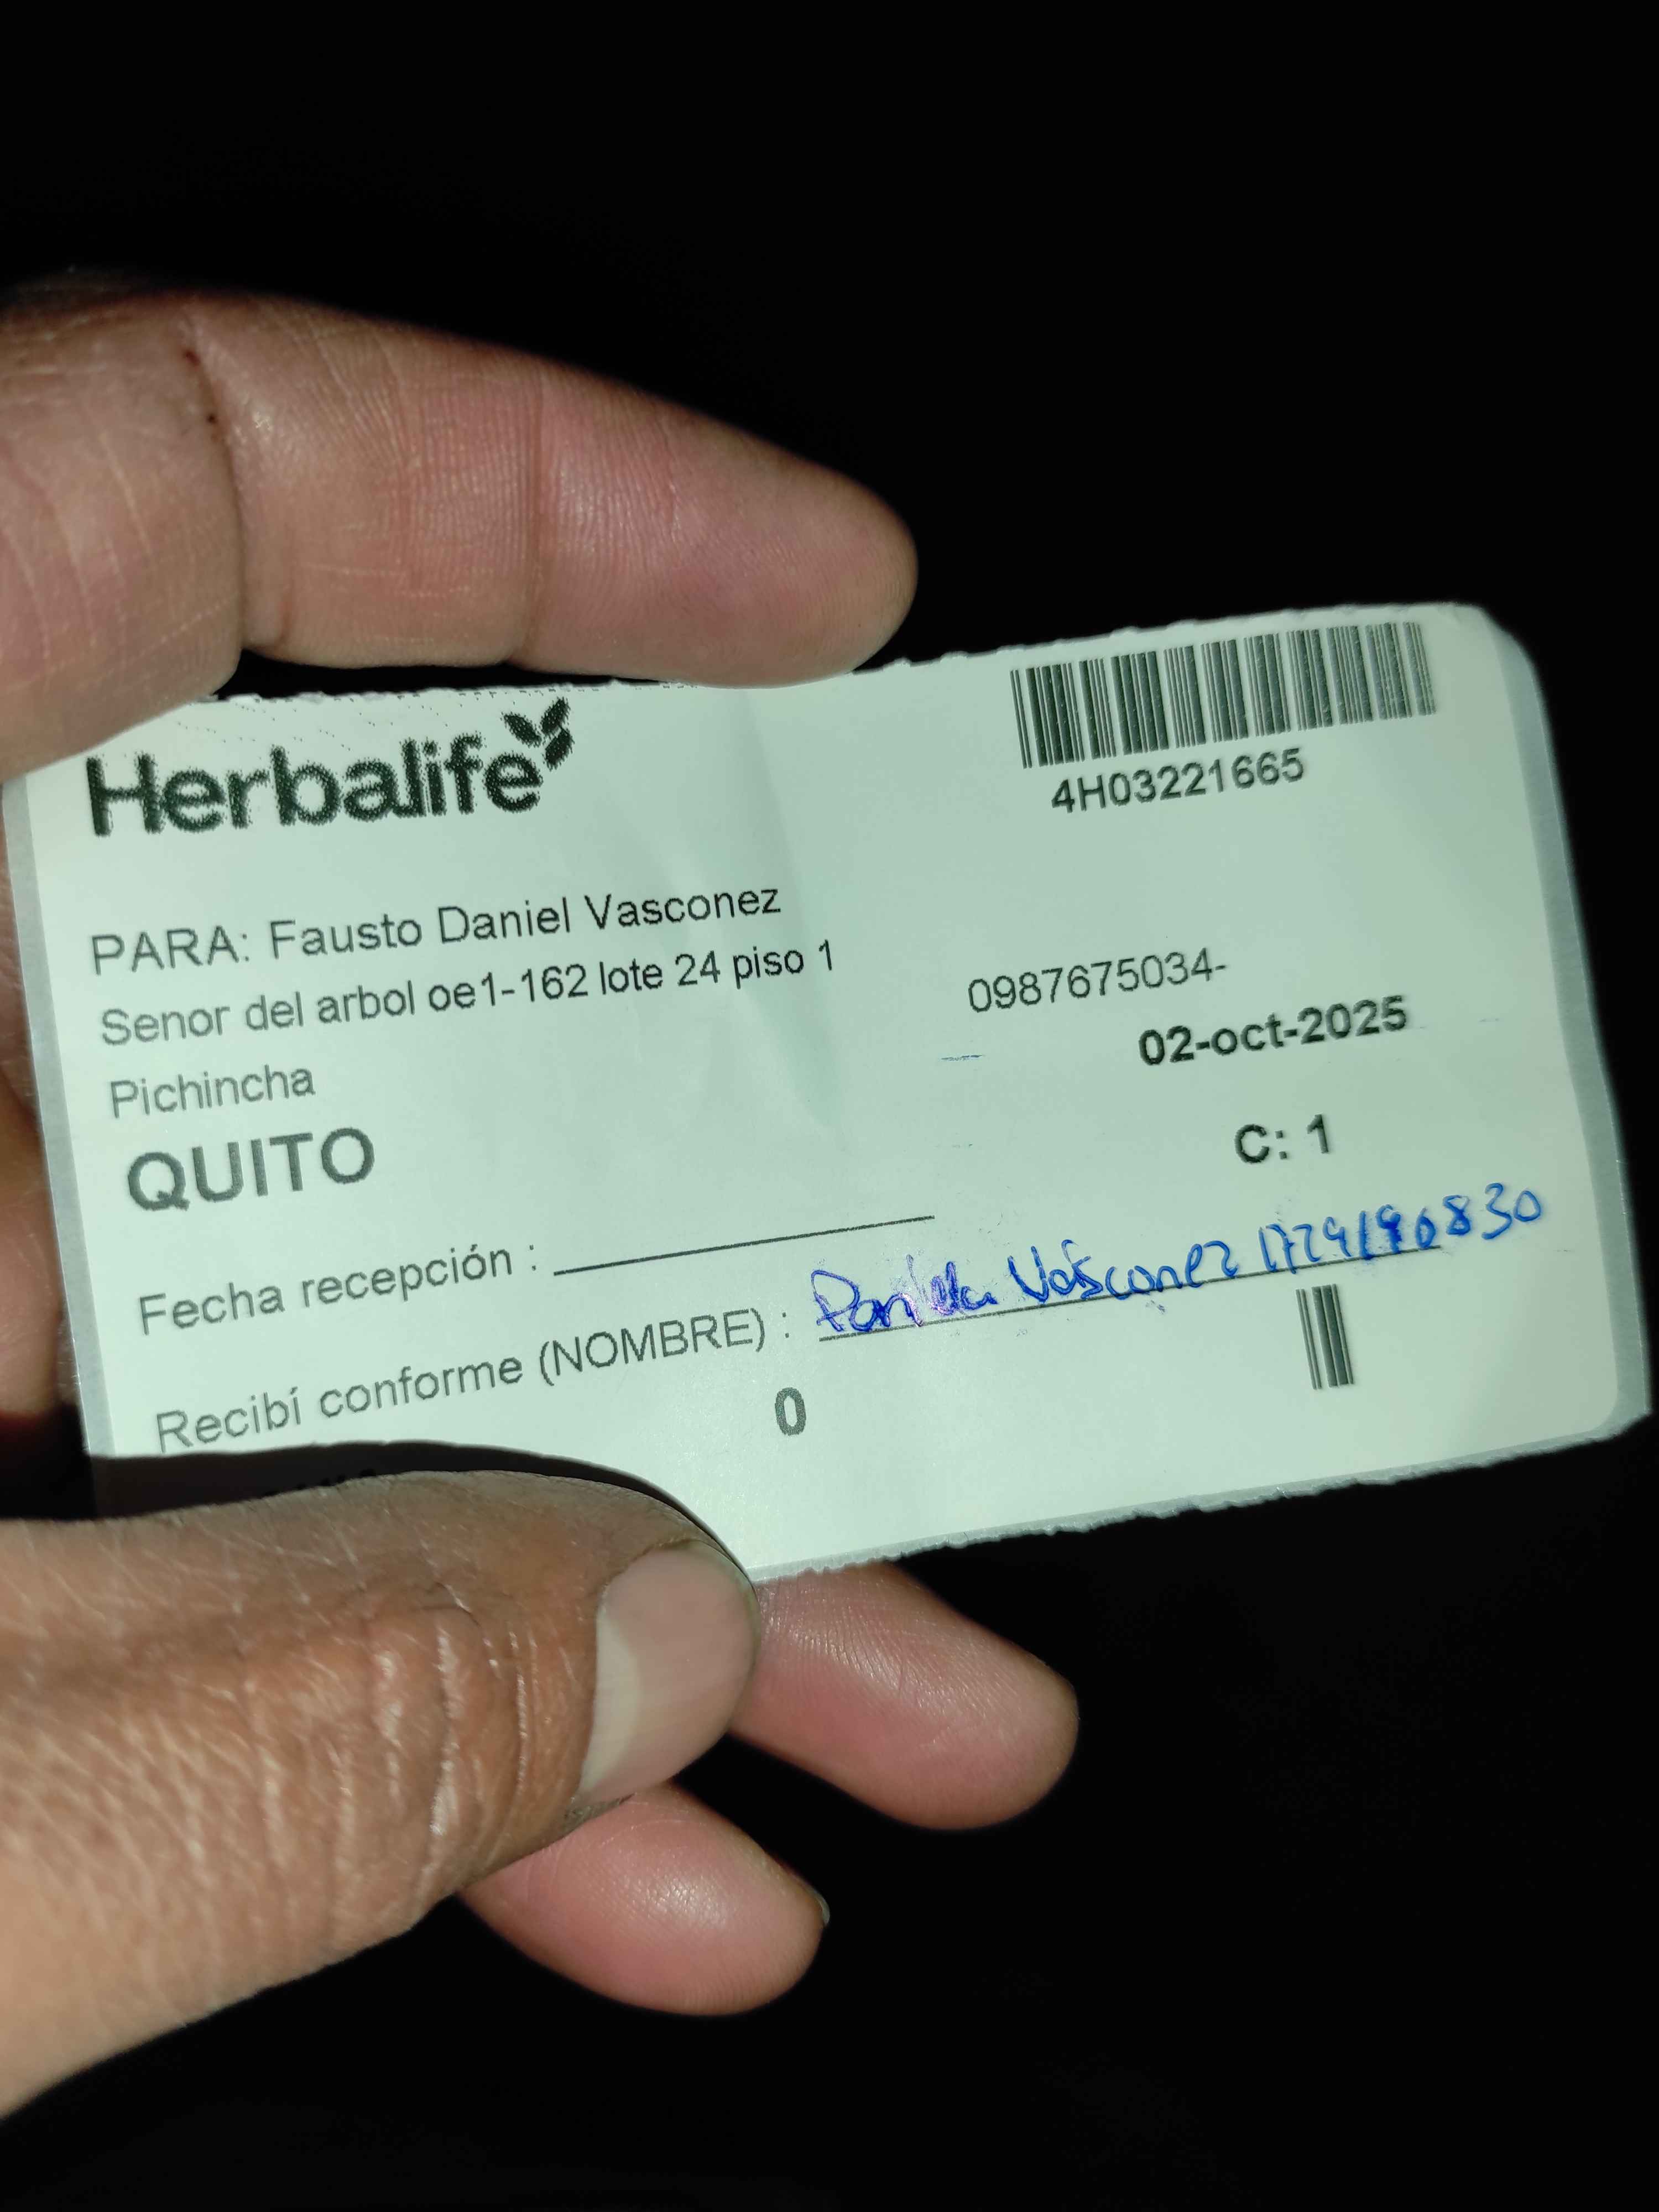 Herbalife
4H03221665
PARA: Fausto Daniel Vasconez
Senor del arbol oe1-162 lote 24 piso 1
0987675034-
Pichincha
02-oct-2025
QUITO
C: 1
Fecha recepción :
Recibí conforme (NOMBRE) : Vásconez
0